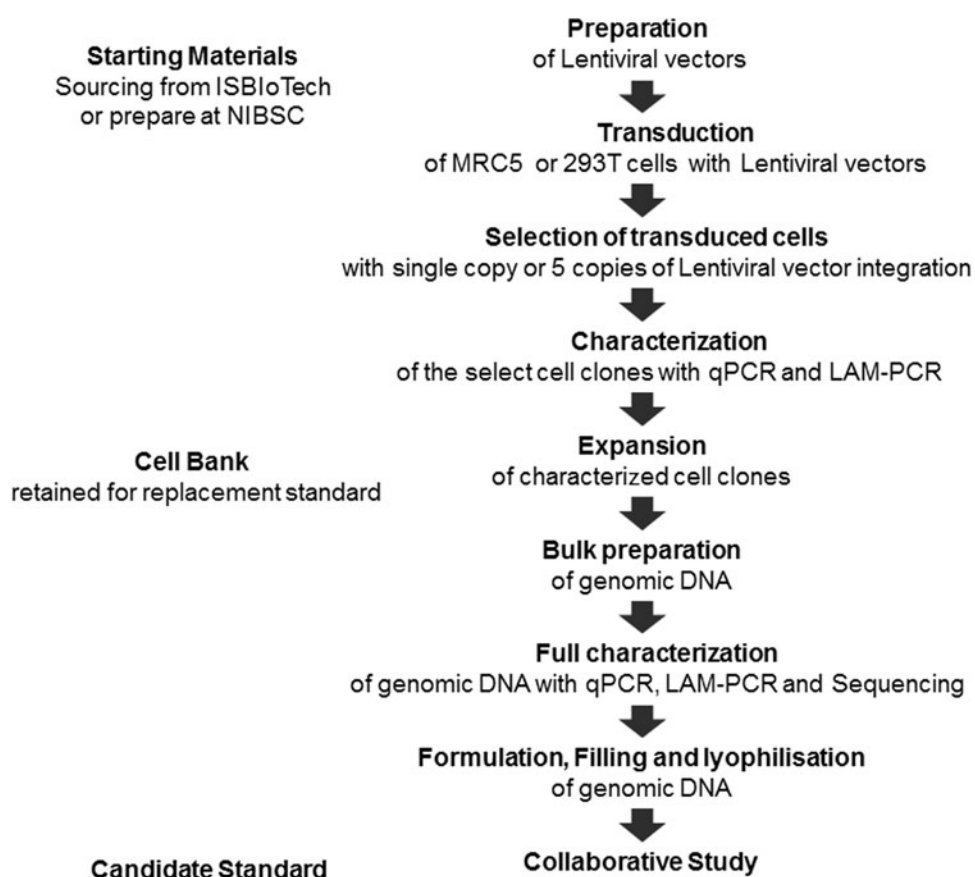 Starting Materials
Sourcing from ISBIoTech
or prepare at NIBSC
Preparation
of Lentiviral vectors
Transduction
of MRC5 or 293T cells with Lentiviral vectors
Selection of transduced cells
with single copy or 5 copies of Lentiviral vector integration
Characterization
of the select cell clones with qPCR and LAM-PCR
Cell Bank
retained for replacement standard
Expansion
of characterized cell clones
Bulk preparation
of genomic DNA
Full characterization
of genomic DNA with qPCR, LAM-PCR and Sequencing
Formulation, Filling and lyophilisation
of genomic DNA
Candidate Standard
Collaborative Study